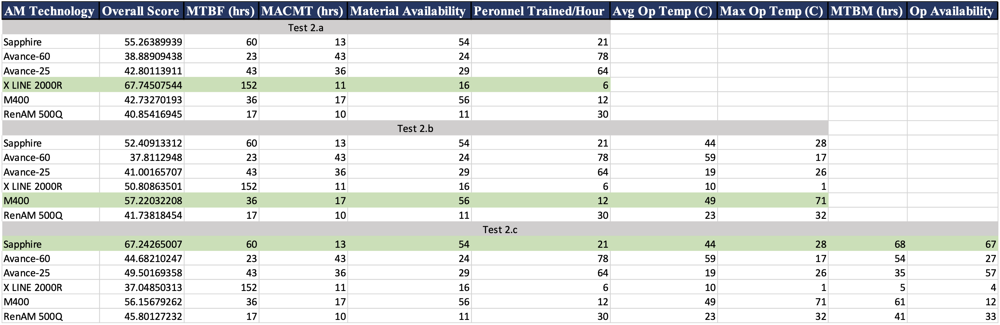 AM Technology Overall Score MTBF (hrs) MACMT (hrs) Material Availability Peronnel Trained/Hour Avg Op Temp (C) Max Op Temp (C) MTBM (hrs) Op Availability
Test 2.a
Sapphire 55.26389939 60 13 54 21
Avance-60 38.88909438 23 43 24 78
Avance-25 42.80113911 43 36 29 64
X LINE 2000R 67.74507544 152 11 16 6
M400 42.73270193 36 17 56 12
RenAM 500Q 40.85416945 17 10 11 30
Test 2.b
Sapphire 52.40913312 60 13 54 21 44 28
Avance-60 37.8112948 23 43 24 78 59 17
Avance-25 41.00165707 43 36 29 64 19 26
X LINE 2000R 50.80863501 152 11 16 6 10 1
M400 57.22032208 36 17 56 12 49 71
RenAM 500Q 41.73818454 17 10 11 30 23 32
Test 2.c
Sapphire 67.24265007 60 13 54 21 44 28 68 67
Avance-60 44.68210247 23 43 24 78 59 17 54 27
Avance-25 49.50169358 43 36 29 64 19 26 35 57
X LINE 2000R 37.04850313 152 11 16 6 10 1 5 4
M400 56.15679262 36 17 56 12 49 71 61 12
RenAM 500Q 45.80127232 17 10 11 30 23 32 41 33